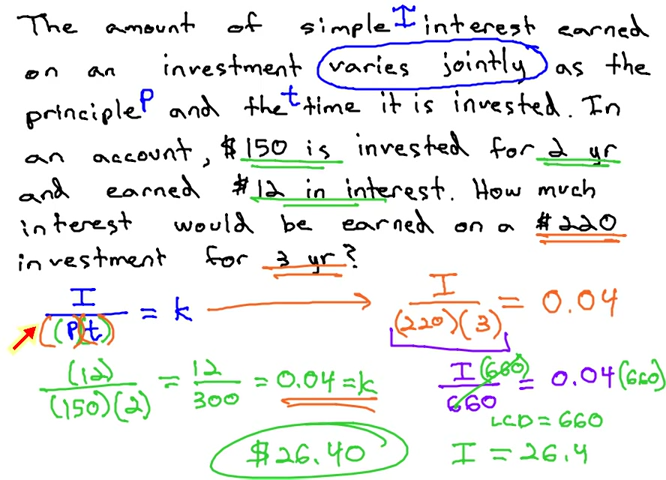 The amount of simple I interest earned
on an investment varies jointly as the
principle P and the t time it is invested. In
an account, $150 is invested for 2 yr
and earned $12 in interest. How much
interest would be earned on a $220
investment for 3 yr?
I/((P)(t)) = k → I/((220)(3)) = 0.04
(12)/((150)(2)) = 12/300 = 0.04 = k
I(660)/660 = 0.04(660)
LCD = 660
$26.40
I = 26.4